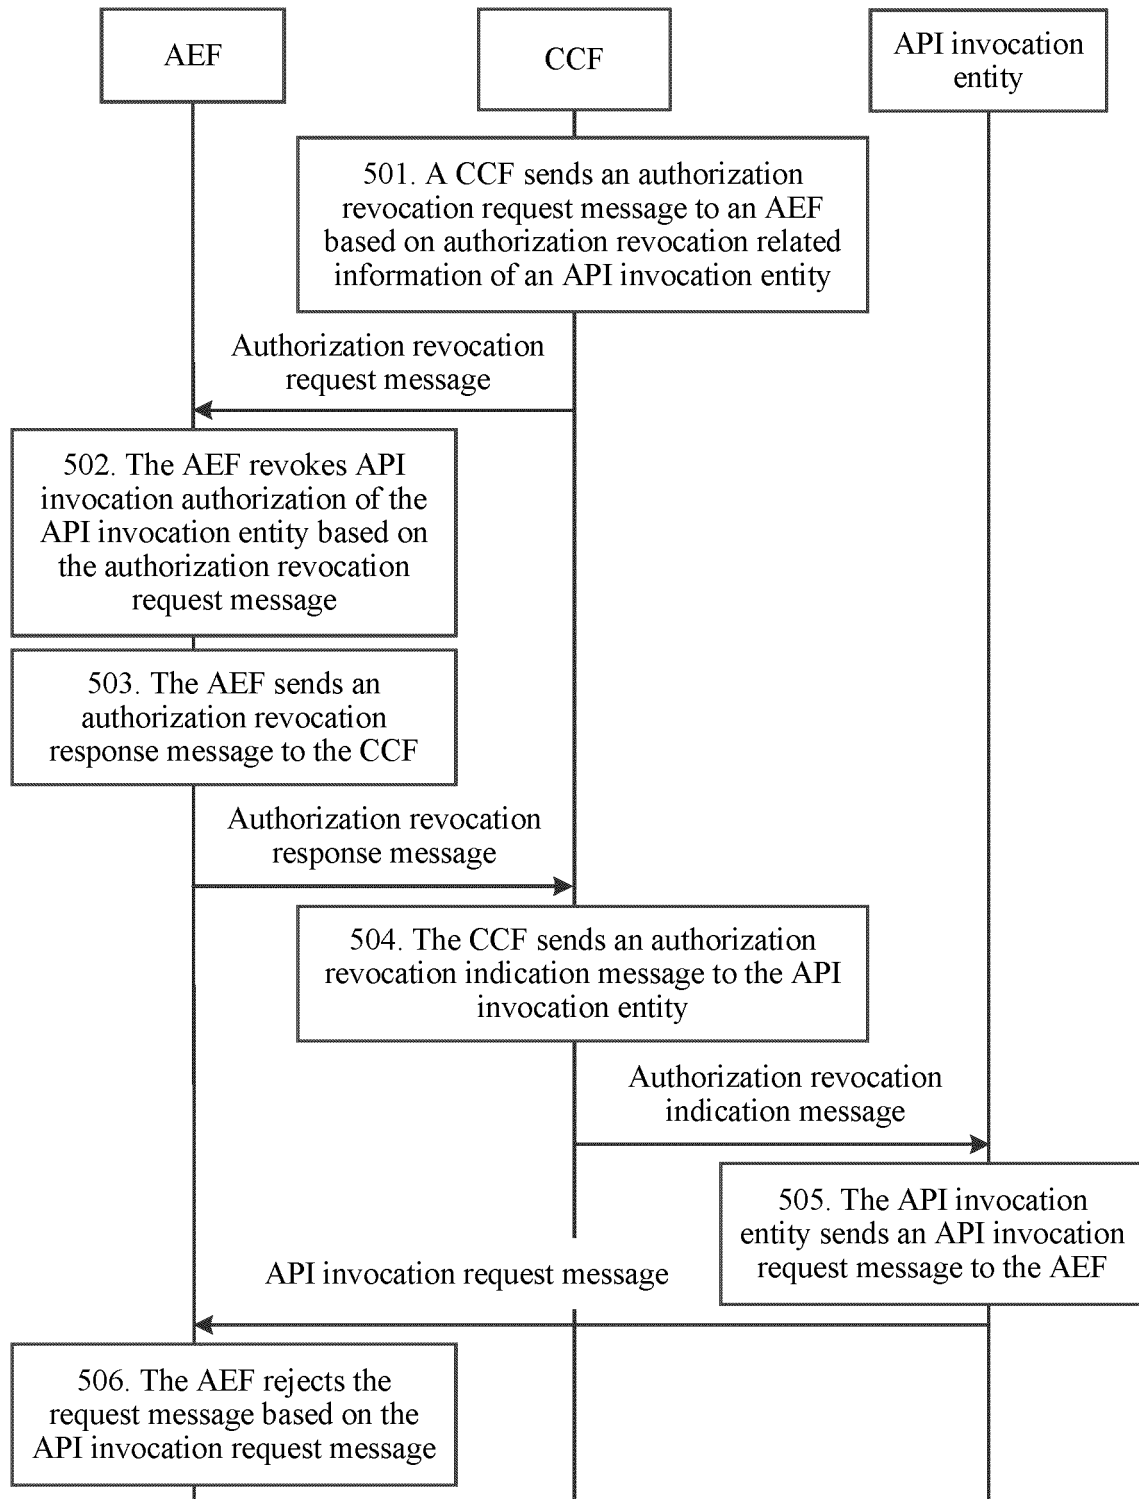 AEF
CCF
API invocation
entity
501. A CCF sends an authorization
revocation request message to an AEF
based on authorization revocation related
information of an API invocation entity
Authorization revocation
request message
502. The AEF revokes API
invocation authorization of the
API invocation entity based on
the authorization revocation
request message
503. The AEF sends an
authorization revocation
response message to the CCF
Authorization revocation
response message
504. The CCF sends an authorization
revocation indication message to the API
invocation entity
Authorization revocation
indication message
505. The API invocation
entity sends an API invocation
request message to the AEF
API invocation request message
506. The AEF rejects the
request message based on the
API invocation request message